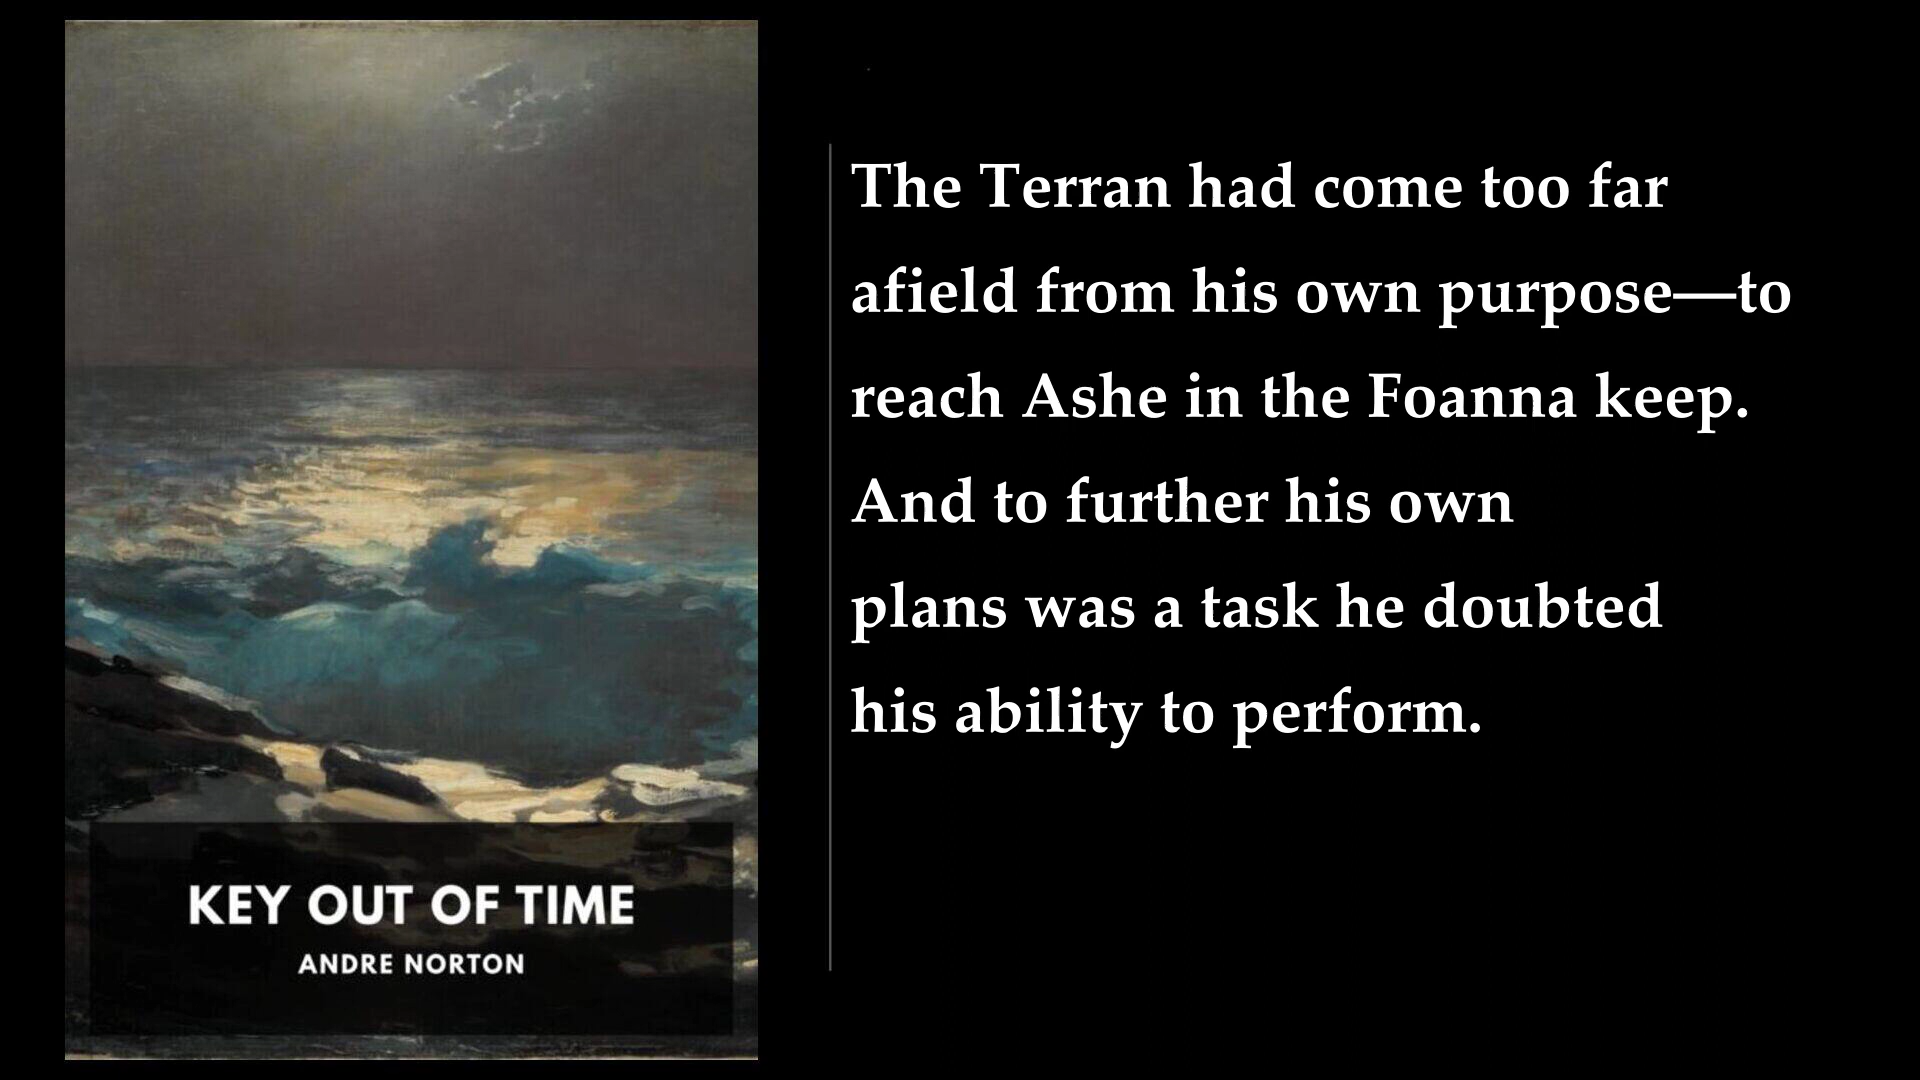 The Terran had come too far
afield from his own purpose—to
reach Ashe in the Foanna keep.
And to further his own
plans was a task he doubted
his ability to perform.
KEY OUT OF TIME
ANDRE NORTON